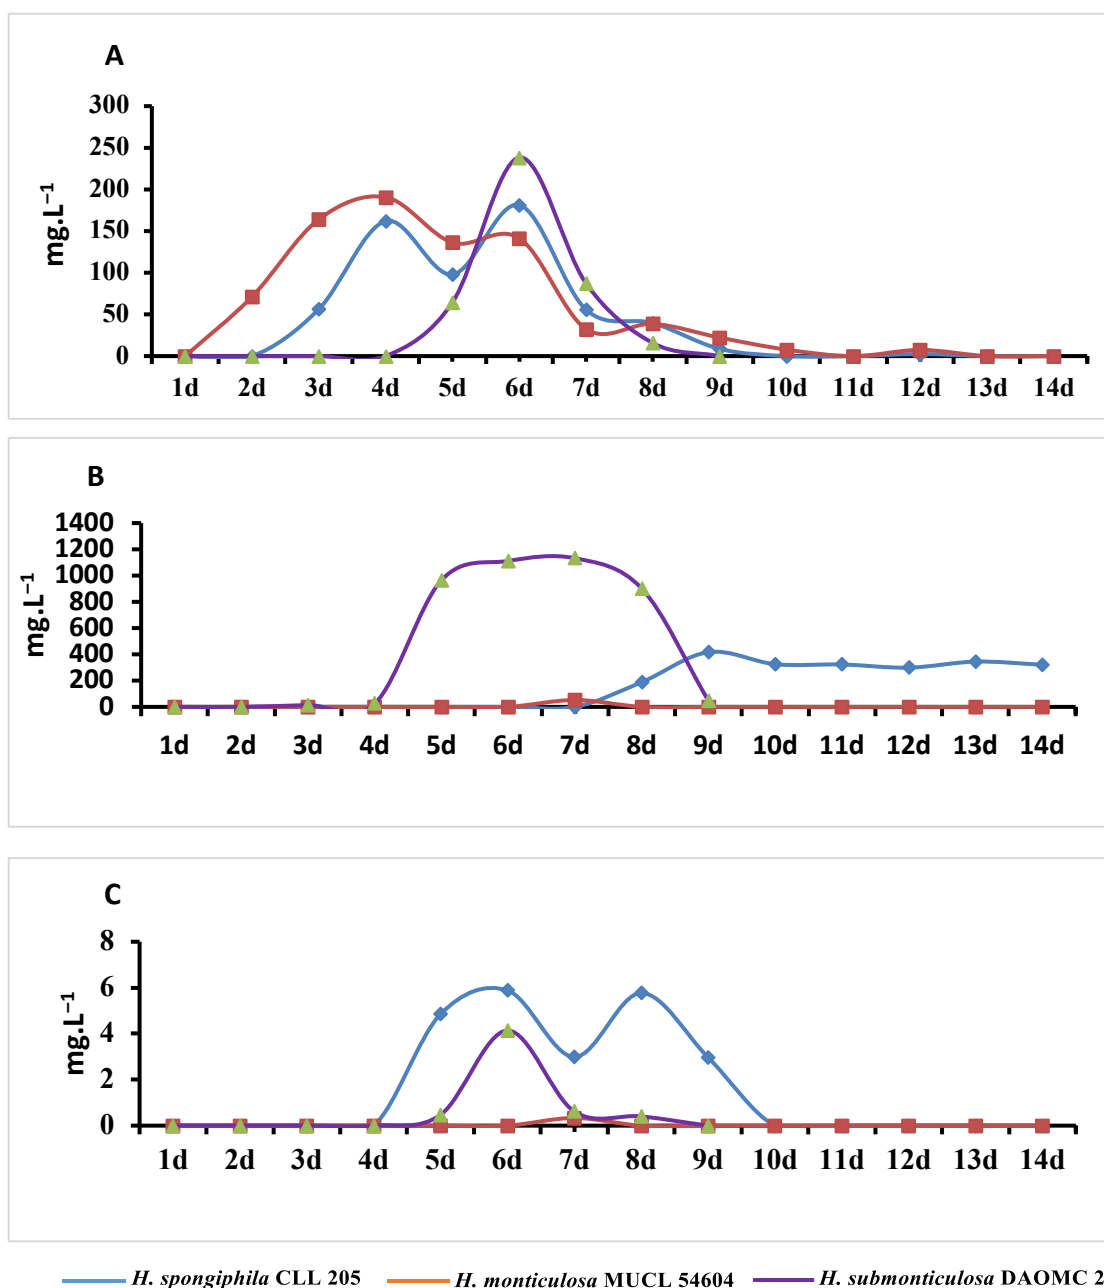 A
300
250
200
150
100
50
0
mg.L⁻¹
1d 2d 3d 4d 5d 6d 7d 8d 9d 10d 11d 12d 13d 14d
B
1400
1200
1000
800
600
400
200
0
mg.L⁻¹
1d 2d 3d 4d 5d 6d 7d 8d 9d 10d 11d 12d 13d 14d
C
8
6
4
2
0
mg.L⁻¹
1d 2d 3d 4d 5d 6d 7d 8d 9d 10d 11d 12d 13d 14d
H. spongiphila CLL 205 H. monticulosa MUCL 54604 H. submonticulosa DAOMC 2